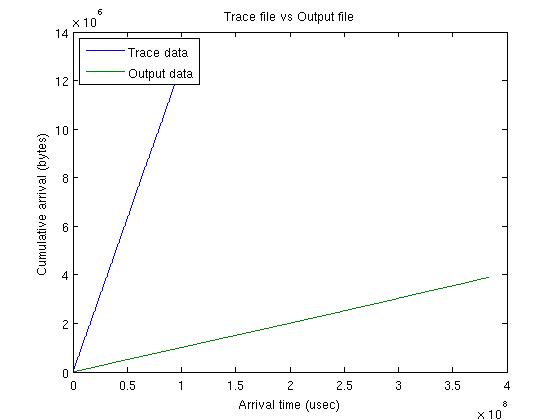 × 10 6
Trace file vs Output file
14
12
10
8
6
4
2
0
Cumulative arrival (bytes)
Trace data
Output data
0 0.5 1 1.5 2 2.5 3 3.5 4
Arrival time (usec)
× 10 8